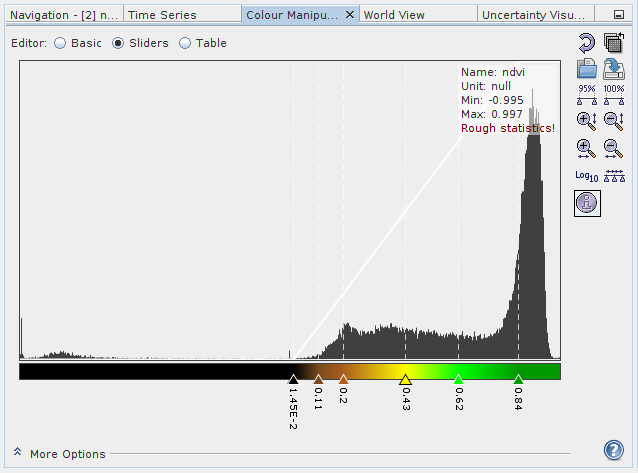 Navigation - [2] n...
Time Series
Colour Manipu...
World View
Uncertainty Visu...
Editor:
Basic
Sliders
Table
Name: ndvi
Unit: null
Min: -0.995
Max: 0.997
Rough statistics!
95%
100%
Log10
1.45E-2
0.11
0.2
0.43
0.62
0.84
More Options